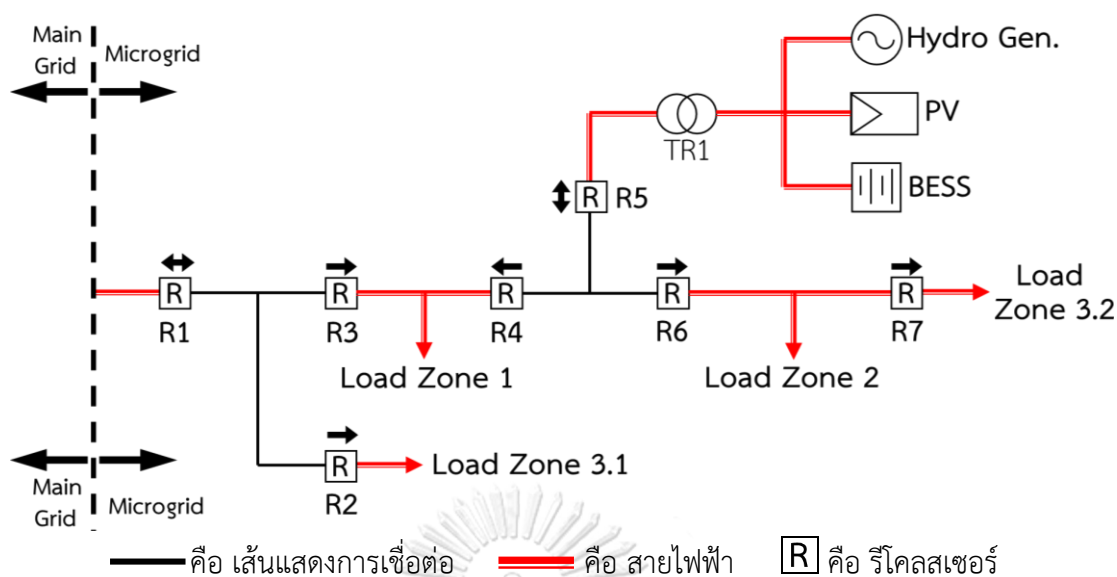 Main
Grid
Microgrid
Hydro Gen.
PV
TR1
BESS
R R5
R
R1
R
R3
R
R4
R
R6
R
R7
Load
Zone 3.2
Load Zone 1
Load Zone 2
R
R2
Load Zone 3.1
Main
Grid
Microgrid
คือ เส้นแสดงการเชื่อต่อ
คือ สายไฟฟ้า
R คือ รีโคลสเซอร์